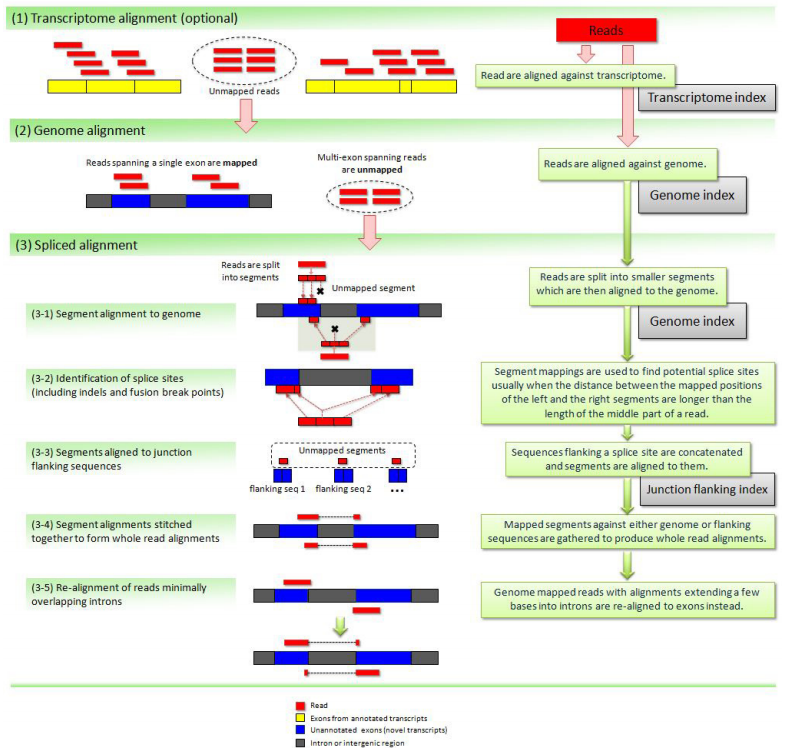 (1) Transcriptome alignment (optional)
Reads
Unmapped reads
Read are aligned against transcriptome.
Transcriptome index
(2) Genome alignment
Reads spanning a single exon are mapped
Multi-exon spanning reads
are unmapped
Reads are aligned against genome.
Genome index
(3) Spliced alignment
Reads are split
into segments
Unmapped segment
(3-1) Segment alignment to genome
Reads are split into smaller segments
which are then aligned to the genome.
Genome index
(3-2) Identification of splice sites
(including indels and fusion break points)
Segment mappings are used to find potential splice sites
usually when the distance between the mapped positions
of the left and the right segments are longer than the
length of the middle part of a read.
(3-3) Segments aligned to junction
flanking sequences
Unmapped segments
flanking seq 1 flanking seq 2 •••
Sequences flanking a splice site are concatenated
and segments are aligned to them.
Junction flanking index
(3-4) Segment alignments stitched
together to form whole read alignments
Mapped segments against either genome or flanking
sequences are gathered to produce whole read alignments.
(3-5) Re-alignment of reads minimally
overlapping introns
Genome mapped reads with alignments extending a few
bases into introns are re-aligned to exons instead.
Read
Exons from annotated transcripts
Unannotated exons (novel transcripts)
Intron or intergenic region